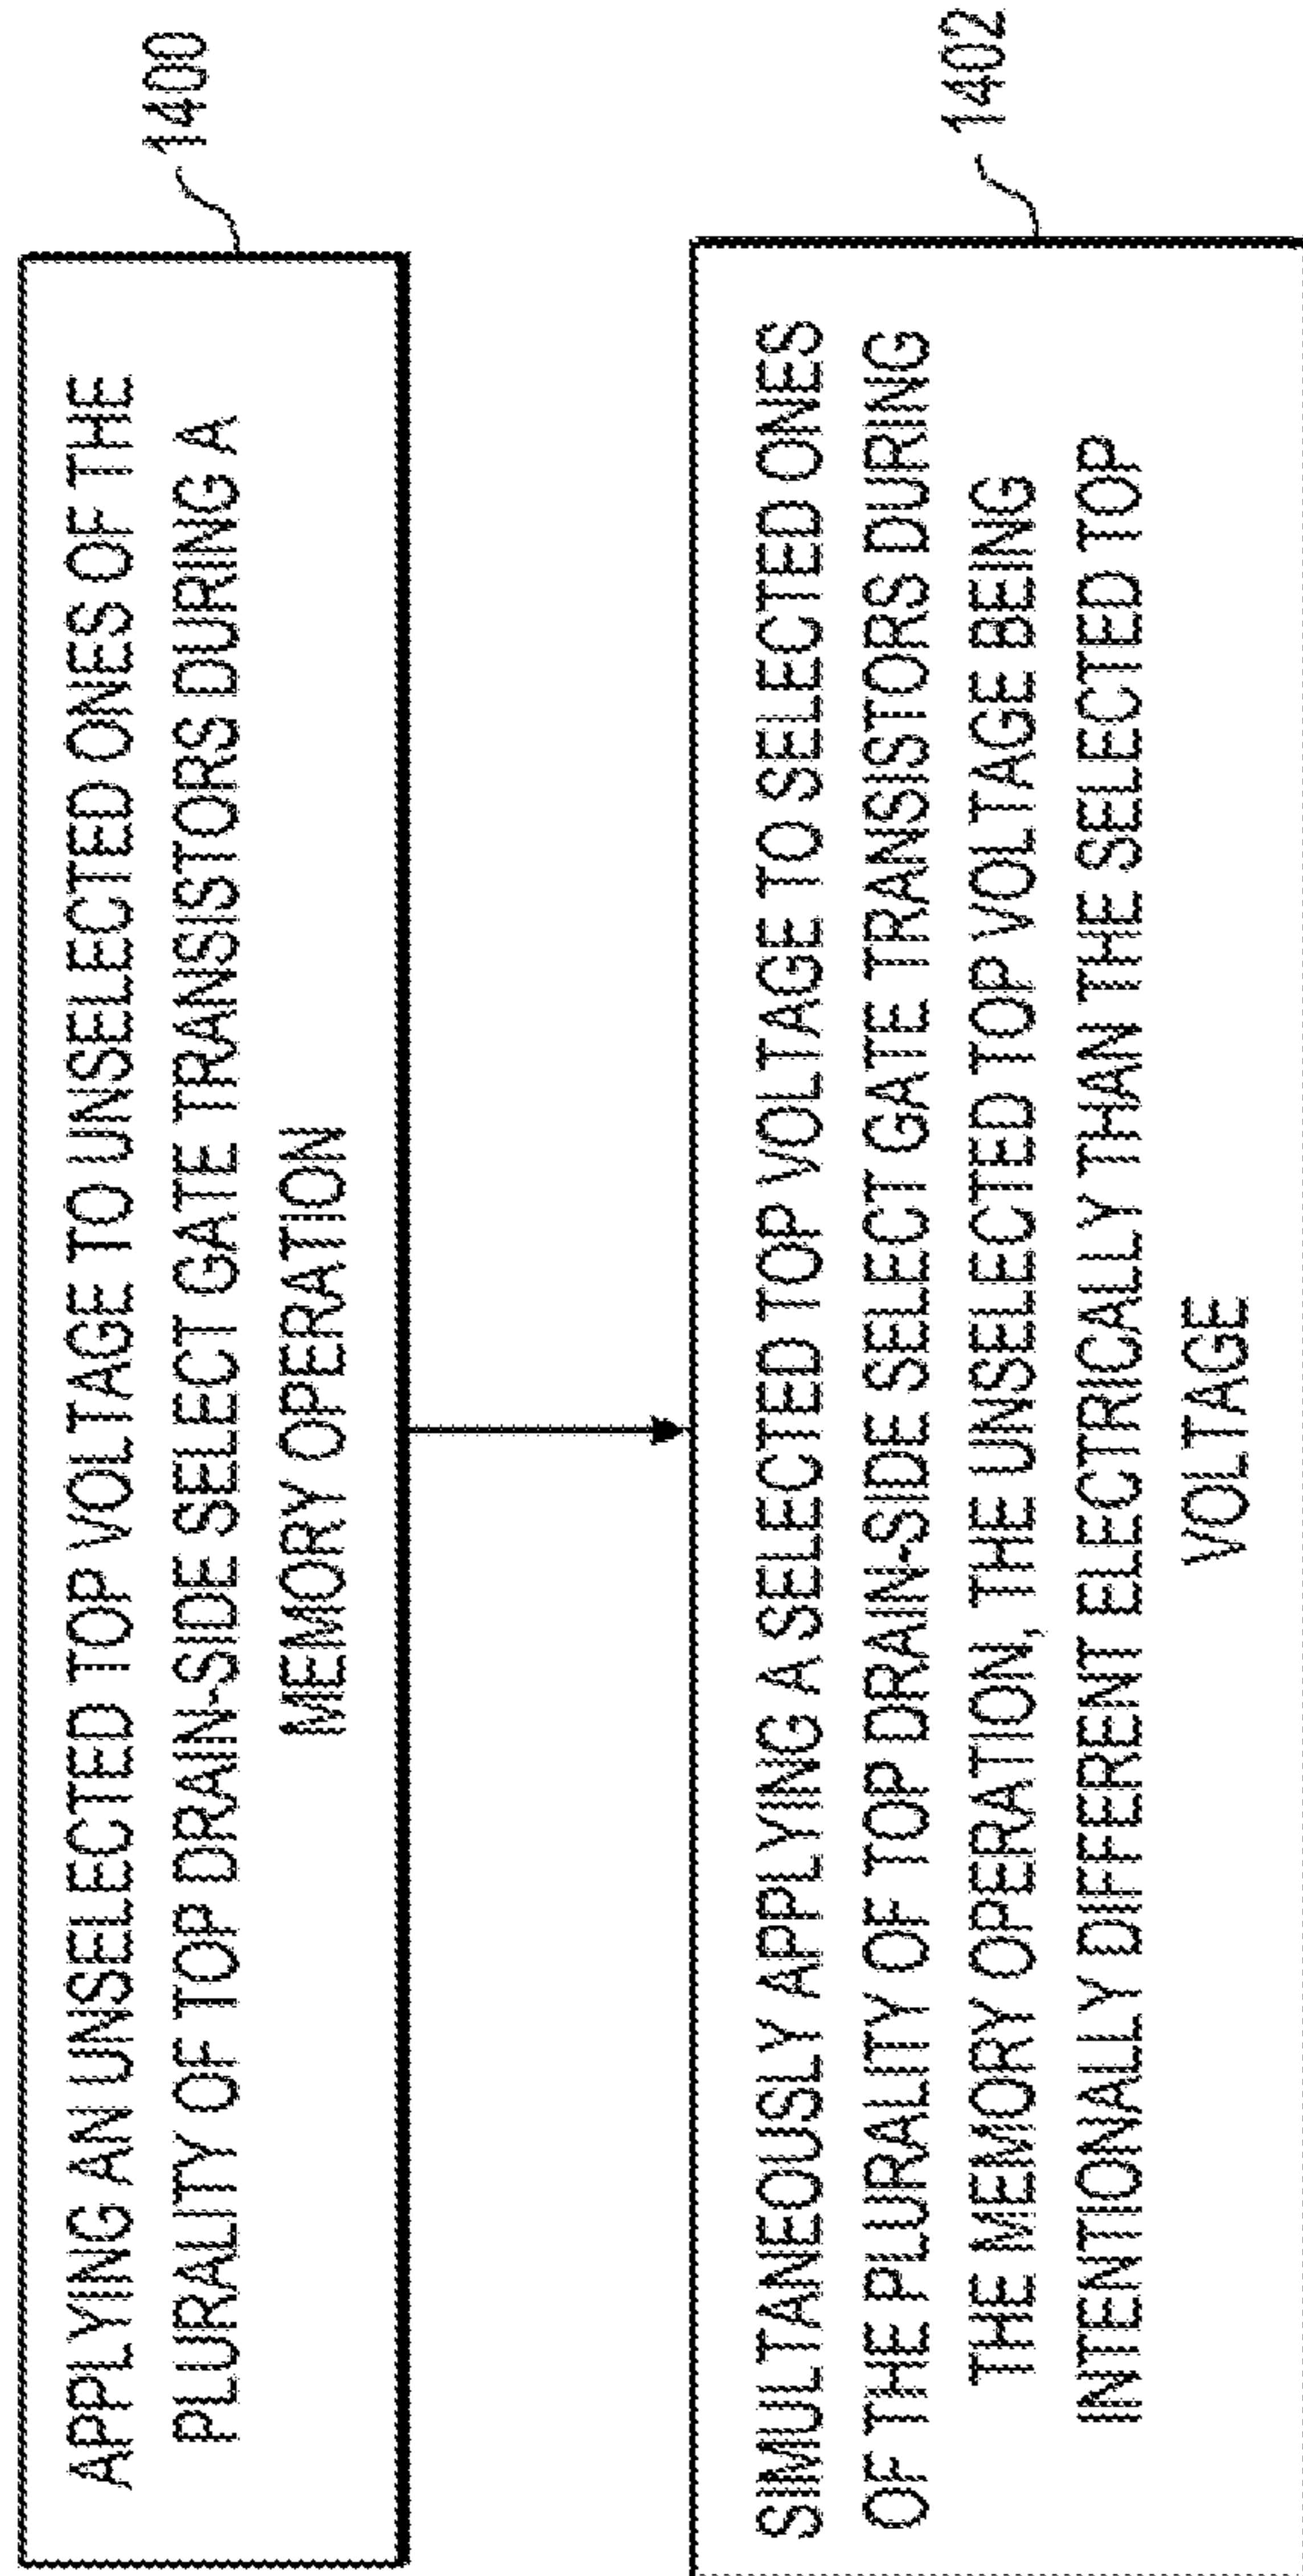 APPLYING AN UNSELECTED TOP VOLTAGE TO UNSELECTED ONES OF THE
PLURALITY OF TOP DRAIN-SIDE SELECT GATE TRANSISTORS DURING A
MEMORY OPERATION
1400
SIMULTANEOUSLY APPLYING A SELECTED TOP VOLTAGE TO SELECTED ONES
OF THE PLURALITY OF TOP DRAIN-SIDE SELECT GATE TRANSISTORS DURING
THE MEMORY OPERATION, THE UNSELECTED TOP VOLTAGE BEING
INTENTIONALLY DIFFERENT ELECTRICALLY THAN THE SELECTED TOP
VOLTAGE
1402